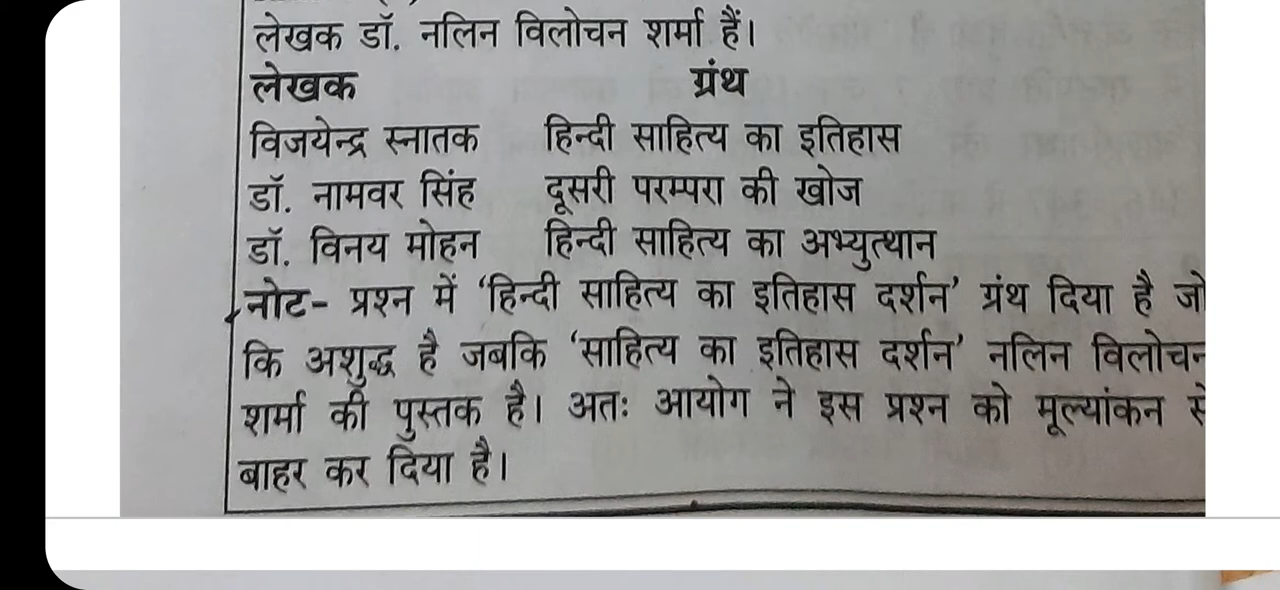 लेखक डॉ. नलिन विलोचन शर्मा हैं।
लेखक ग्रंथ
विजयेन्द्र स्नातक हिन्दी साहित्य का इतिहास
डॉ. नामवर सिंह दूसरी परम्परा की खोज
डॉ. विनय मोहन हिन्दी साहित्य का अभ्युत्थान
नोट- प्रश्न में ‘हिन्दी साहित्य का इतिहास दर्शन’ ग्रंथ दिया है जो
कि अशुद्ध है जबकि ‘साहित्य का इतिहास दर्शन’ नलिन विलोचन
शर्मा की पुस्तक है। अतः आयोग ने इस प्रश्न को मूल्यांकन से
बाहर कर दिया है।